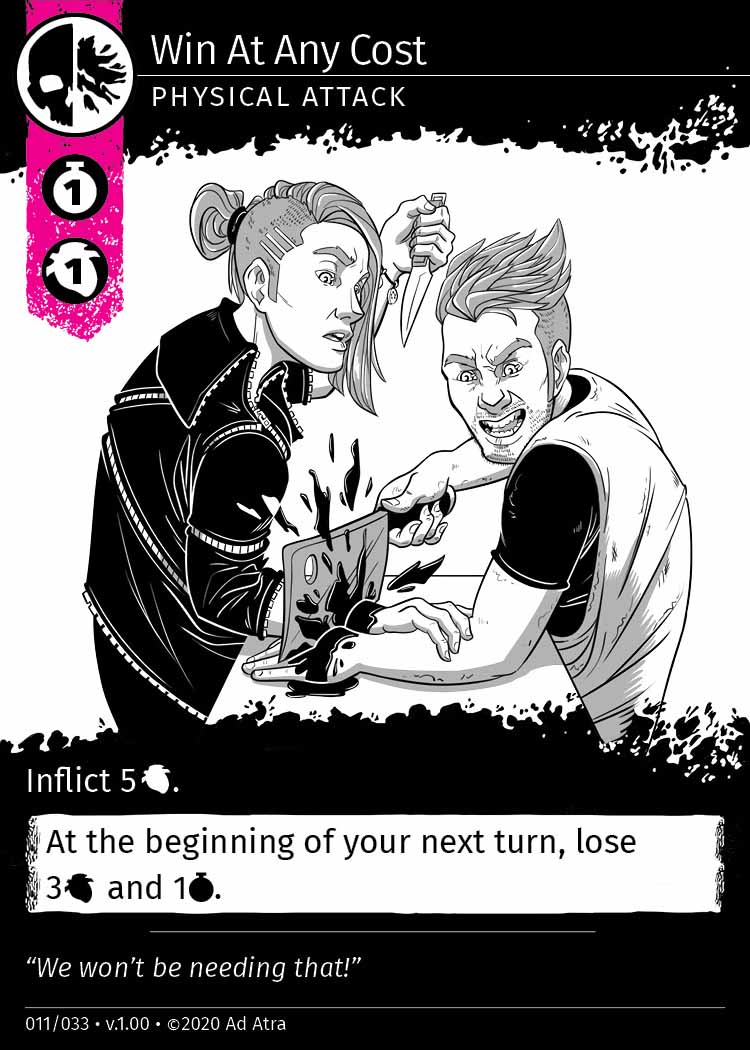 Win At Any Cost
PHYSICAL ATTACK
1
1
Inflict 5.
At the beginning of your next turn, lose
3 and 1.
“We won’t be needing that!”
011/033 • v.1.00 • ©2020 Ad Atra